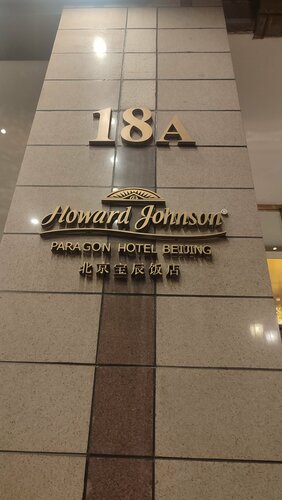 18A
Howard Johnson®
PARAGON HOTEL BEIJING
北京宝辰饭店